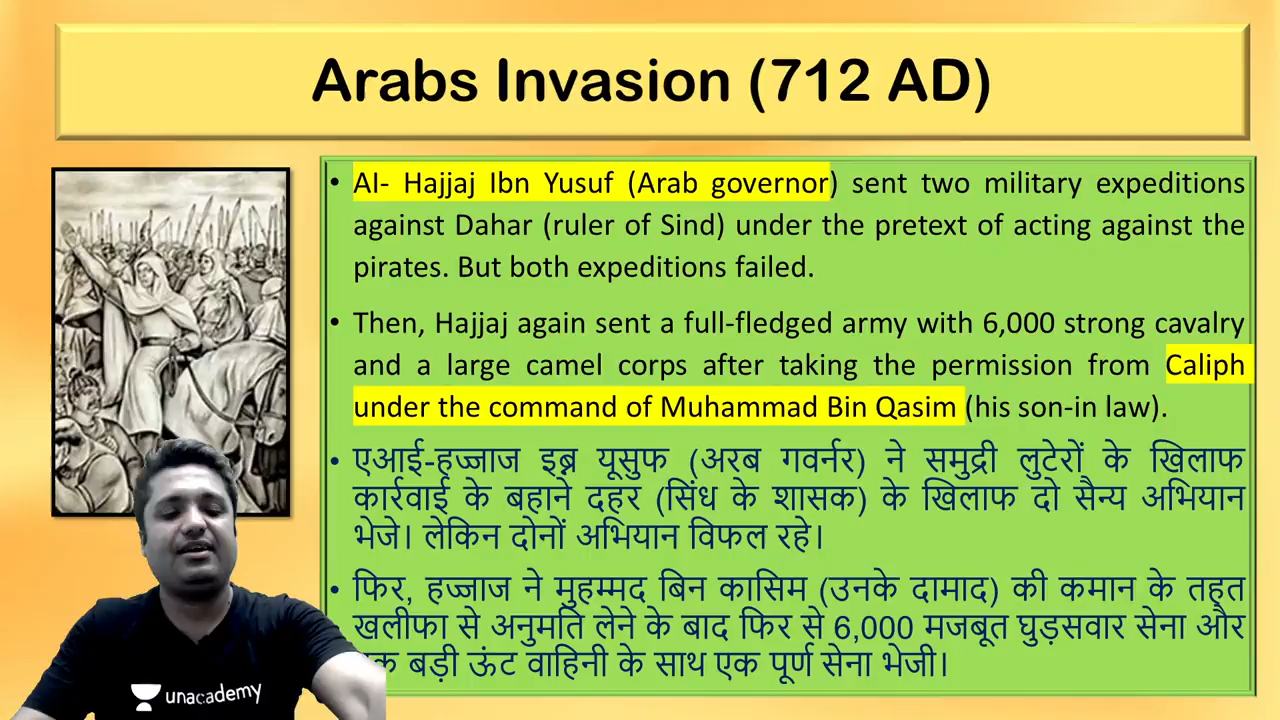 Arabs Invasion (712 AD)
• AI- Hajjaj Ibn Yusuf (Arab governor) sent two military expeditions
against Dahar (ruler of Sind) under the pretext of acting against the
pirates. But both expeditions failed.
• Then, Hajjaj again sent a full-fledged army with 6,000 strong cavalry
and a large camel corps after taking the permission from Caliph
under the command of Muhammad Bin Qasim (his son-in law).
• एआई-हज्जाज इब्न यूसुफ (अरब गवर्नर) ने समुद्री लुटेरों के खिलाफ
कार्रवाई के बहाने दहर (सिंध के शासक) के खिलाफ दो सैन्य अभियान
भेजे। लेकिन दोनों अभियान विफल रहे।
• फिर, हज्जाज ने मुहम्मद बिन कासिम (उनके दामाद) की कमान के तहत
खलीफा से अनुमति लेने के बाद फिर से 6,000 मजबूत घुड़सवार सेना और
बड़ी ऊंट वाहिनी के साथ एक पूर्ण सेना भेजी।
unacademy